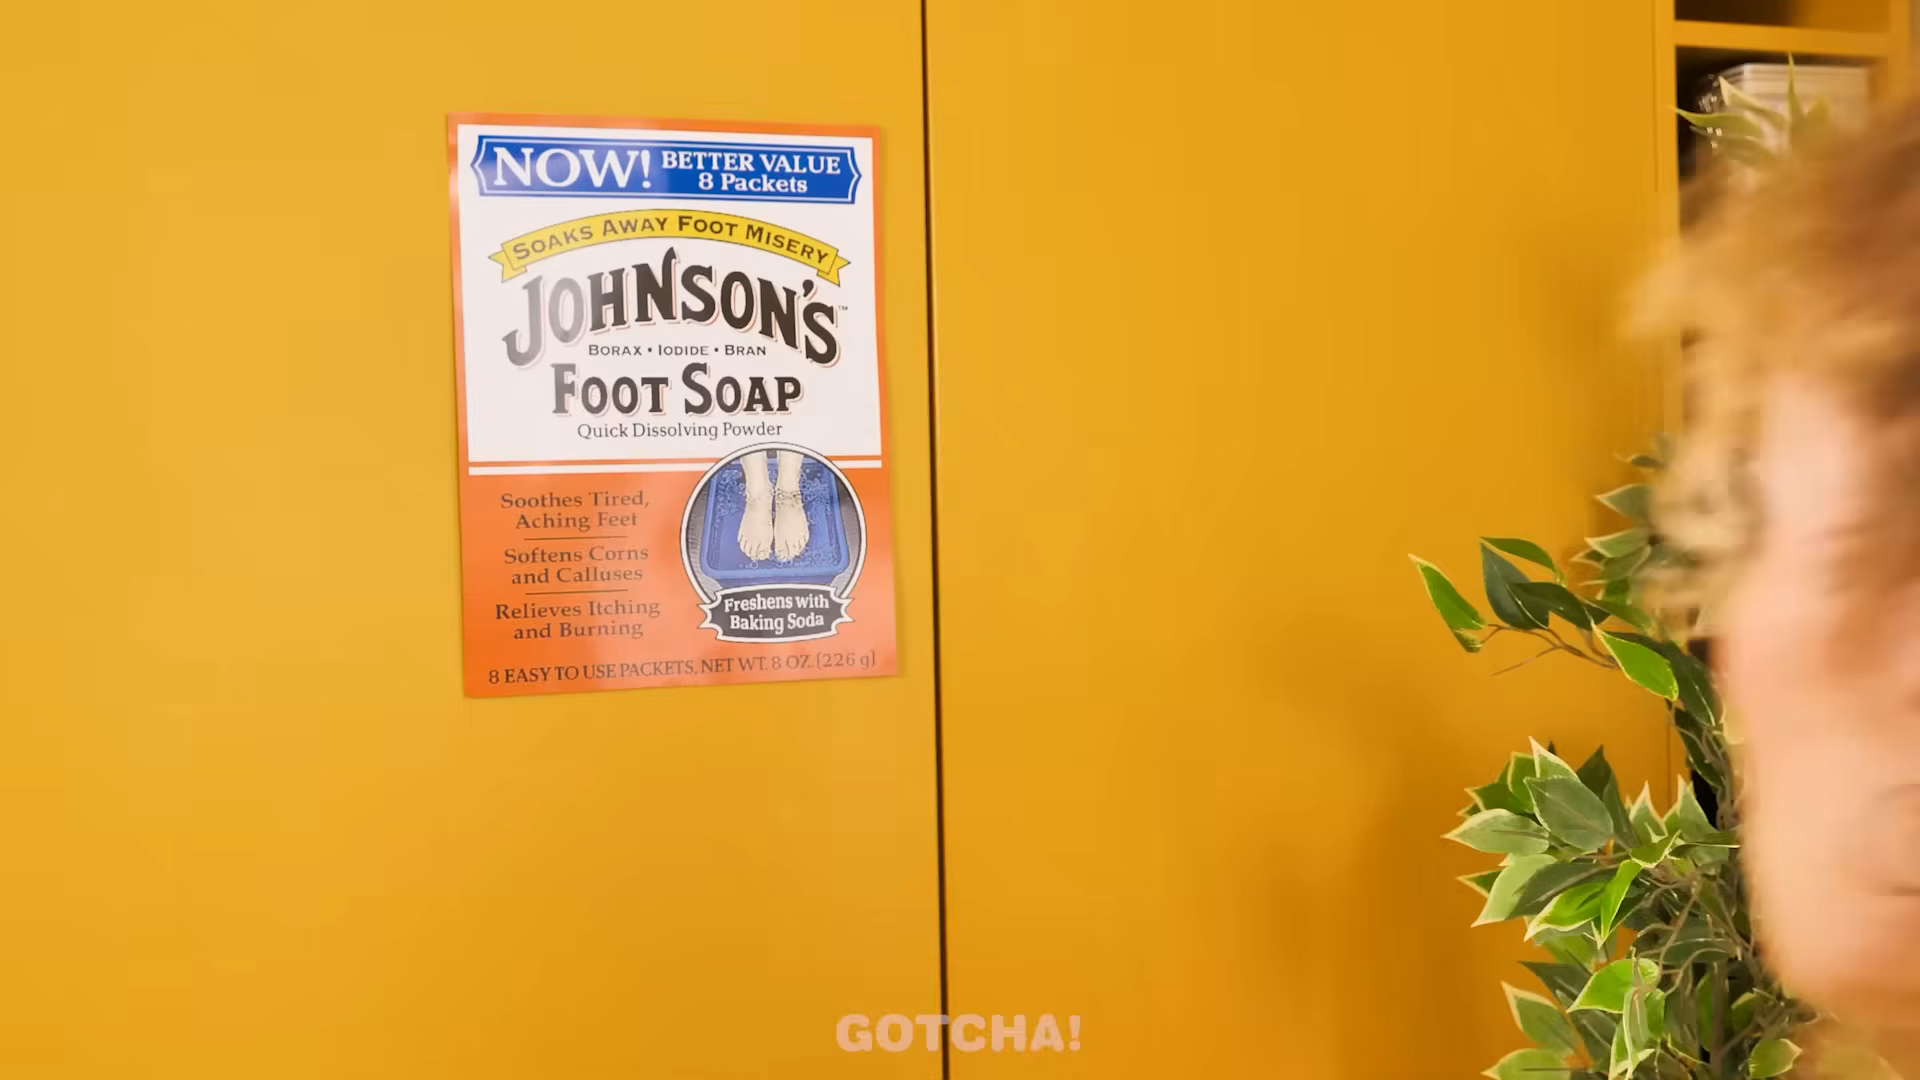 NOW! BETTER VALUE
8 Packets
SOAKS AWAY FOOT MISERY
JOHNSON'S™
BORAX • IODIDE • BRAN
FOOT SOAP
Quick Dissolving Powder
Soothes Tired,
Aching Feet
Softens Corns
and Calluses
Relieves Itching
and Burning
Freshens with
Baking Soda
8 EASY TO USE PACKETS, NET WT. 8 OZ. (226 g)
GOTCHA!